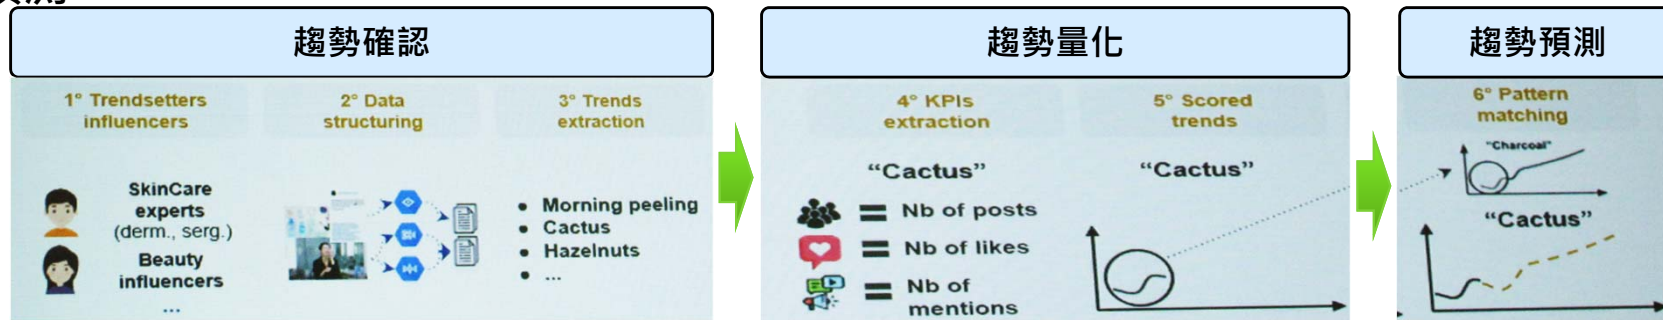 趨勢確認
1° Trendsetters
influencers
2° Data
structuring
3° Trends
extraction
SkinCare
experts
(derm., serg.)
Beauty
influencers
...
• Morning peeling
• Cactus
• Hazelnuts
• ...
趨勢量化
4° KPIs
extraction
5° Scored
trends
“Cactus”
= Nb of posts
= Nb of likes
= Nb of
mentions
“Cactus”
趨勢預測
6° Pattern
matching
"Charcoal"
“Cactus”